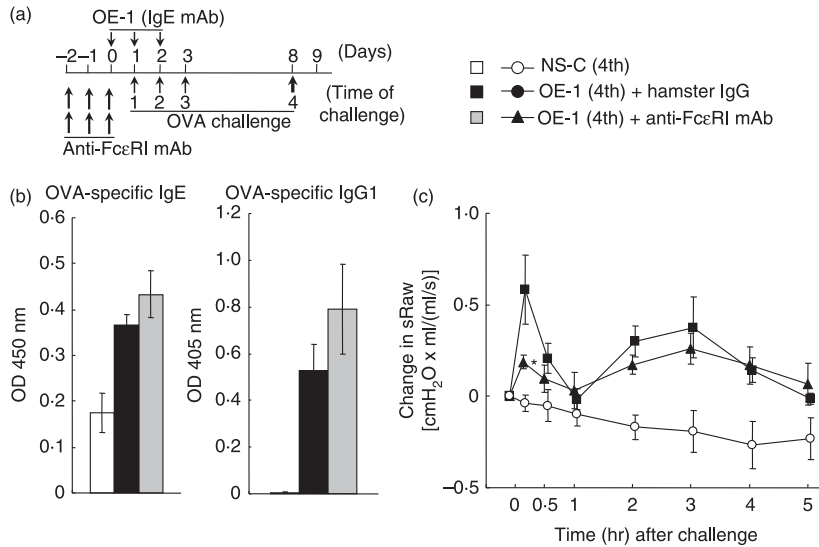 (a)
OE-1 (IgE mAb)
–2 –1 0 1 2 3 8 9 (Days)
1 2 3 4 (Time of challenge)
OVA challenge
Anti-FcεRI mAb
NS-C (4th)
OE-1 (4th) + hamster IgG
OE-1 (4th) + anti-FcεRI mAb
(b) OVA-specific IgE
OD 450 nm
0·6
0·5
0·4
0·3
0·2
0·1
0
OVA-specific IgG1
OD 405 nm
1·2
1·0
0·8
0·6
0·4
0·2
0
(c)
Change in sRaw
[cmH₂O x ml/(ml/s)]
1·0
0·5
0
–0·5
*
0 0·5 1 2 3 4 5
Time (hr) after challenge